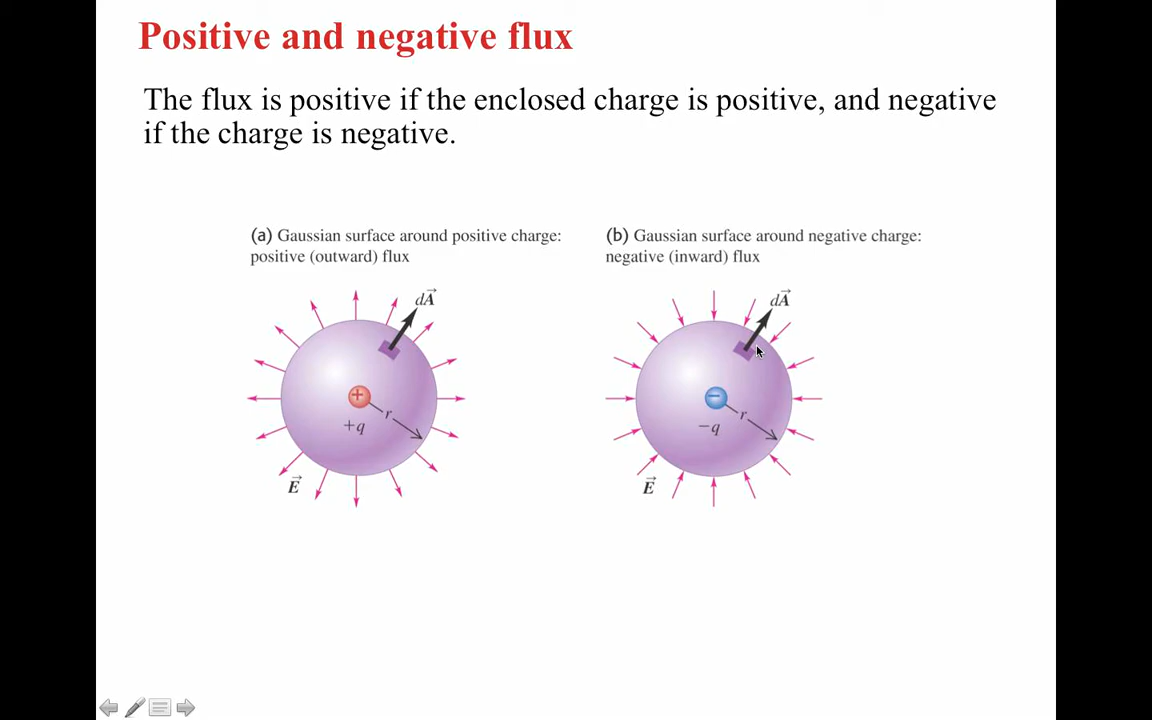 Positive and negative flux
The flux is positive if the enclosed charge is positive, and negative
if the charge is negative.
(a) Gaussian surface around positive charge:
positive (outward) flux
dA⃗
+
r
+q
E⃗
(b) Gaussian surface around negative charge:
negative (inward) flux
dA⃗
−
r
−q
E⃗